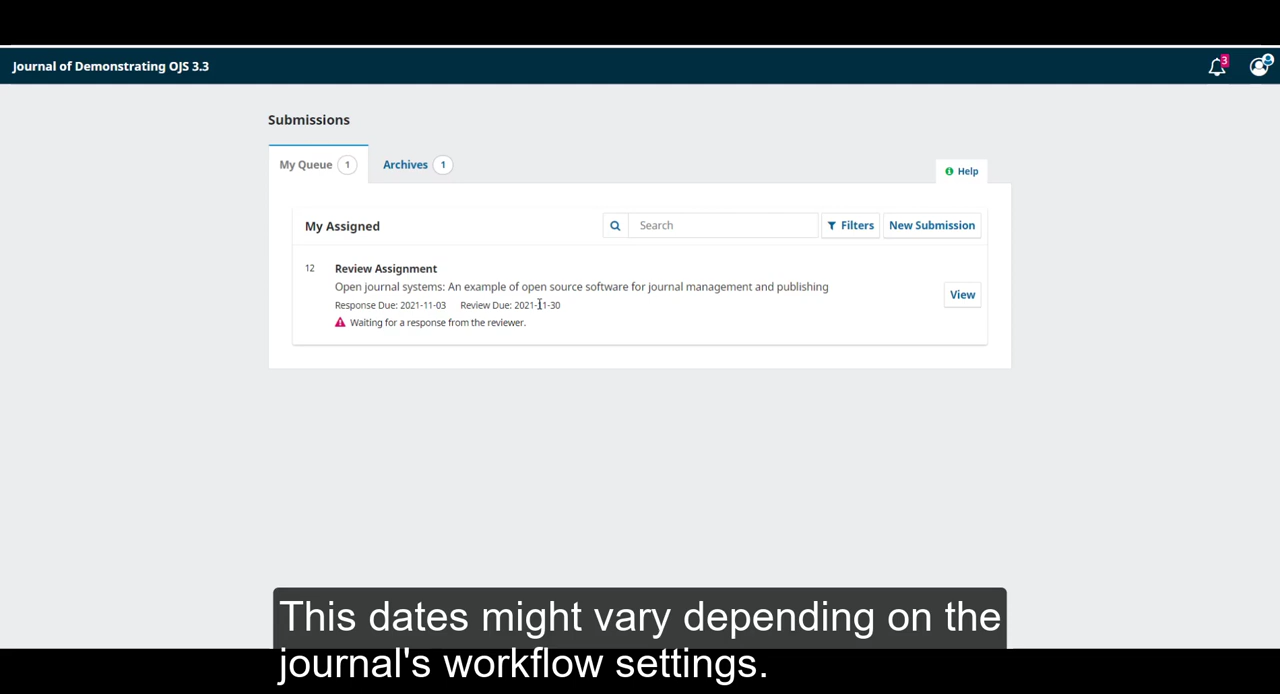 Journal of Demonstrating OJS 3.3
3
Submissions
My Queue 1
Archives 1
Help
My Assigned
Search
Filters
New Submission
12
Review Assignment
Open journal systems: An example of open source software for journal management and publishing
Response Due: 2021-11-03 Review Due: 2021-11-30
Waiting for a response from the reviewer.
View
This dates might vary depending on the
journal's workflow settings.